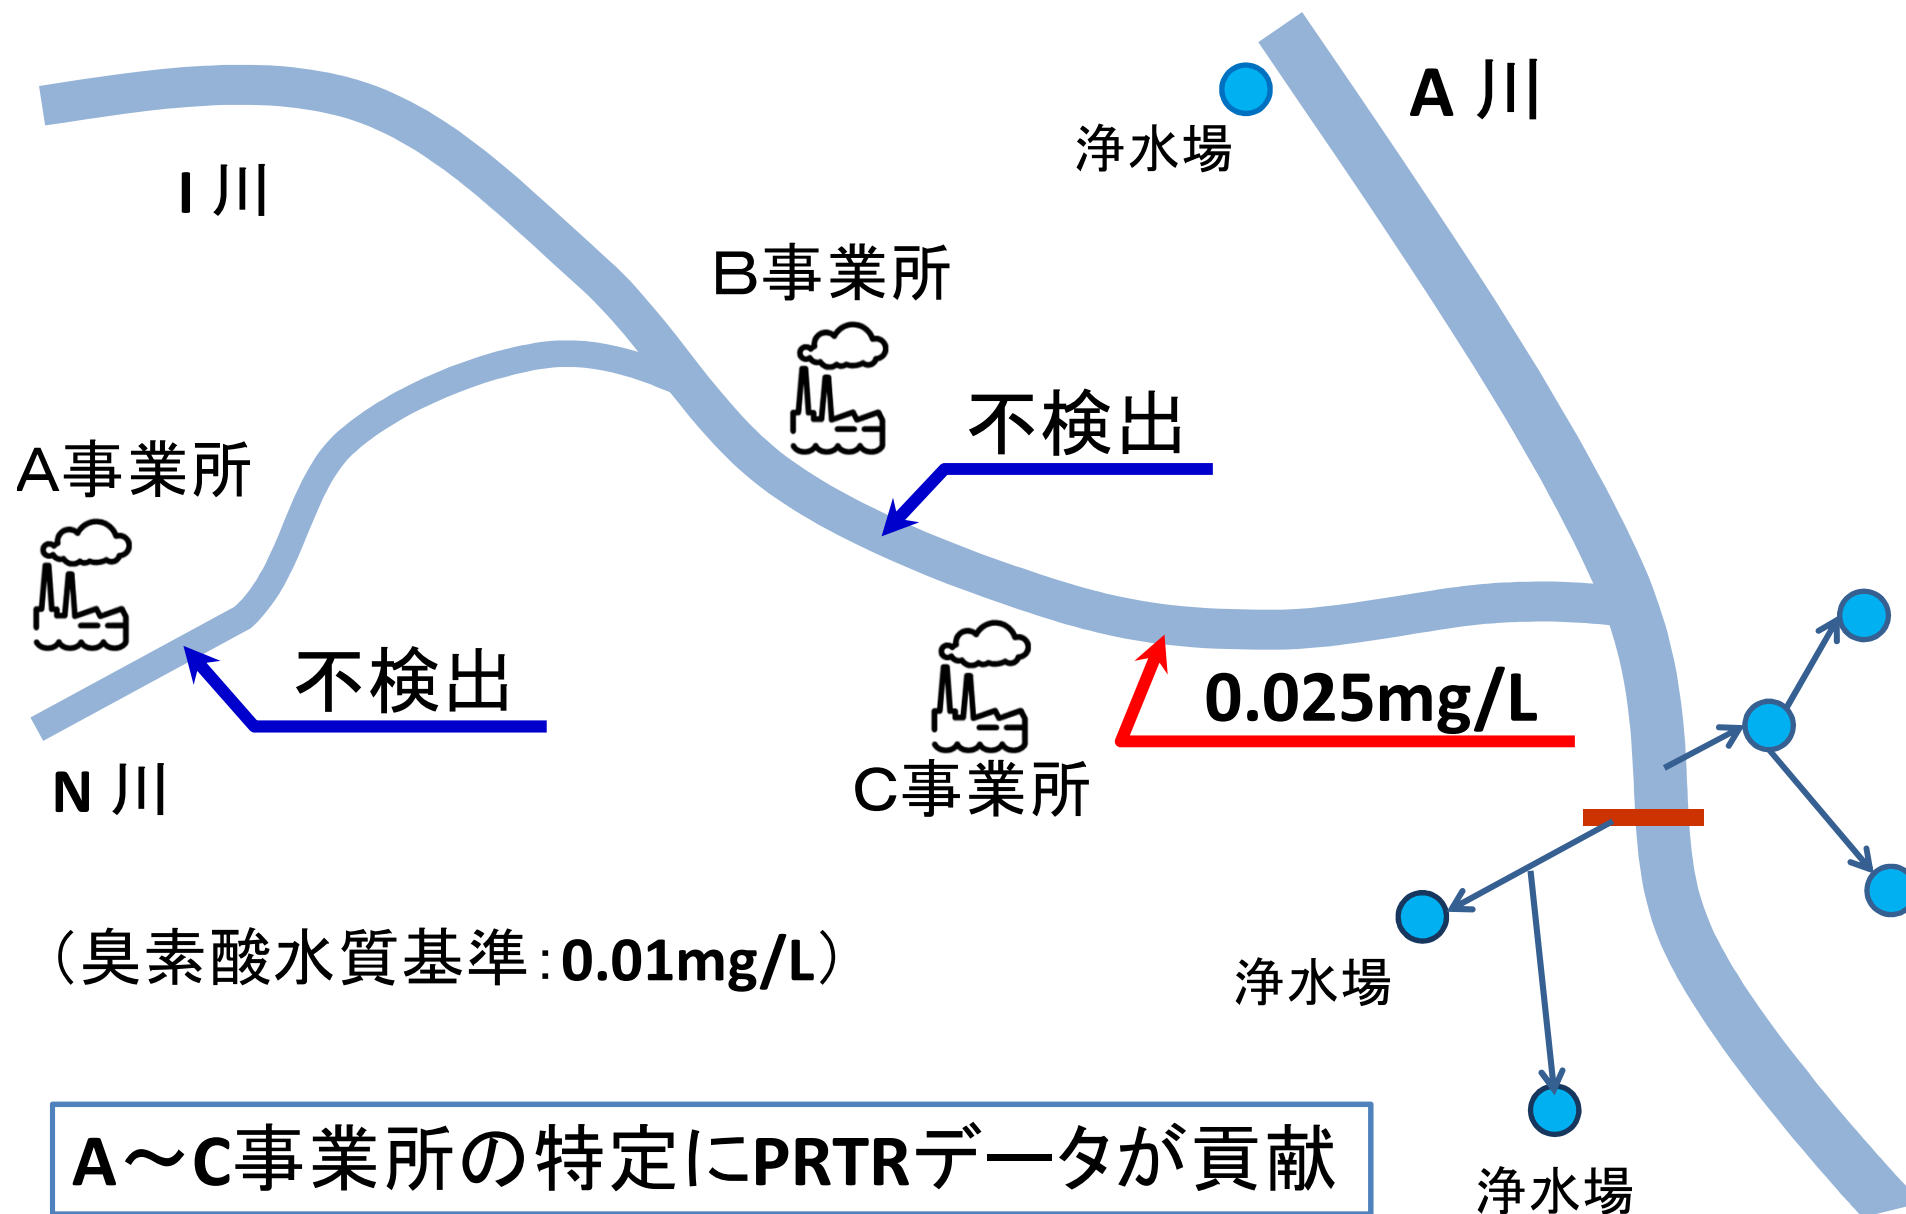 A 川
浄水場
I 川
B事業所
不検出
A事業所
不検出
0.025mg/L
C事業所
N 川
(臭素酸水質基準:0.01mg/L)
浄水場
A~C事業所の特定にPRTRデータが貢献
浄水場